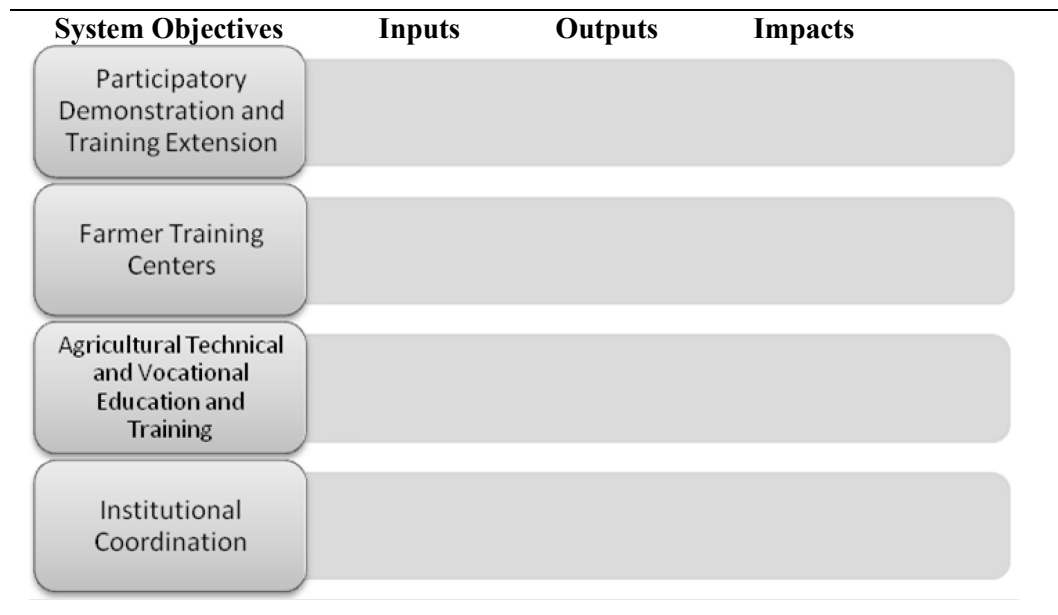 System Objectives Inputs Outputs Impacts
Participatory
Demonstration and
Training Extension
Farmer Training
Centers
Agricultural Technical
and Vocational
Education and
Training
Institutional
Coordination